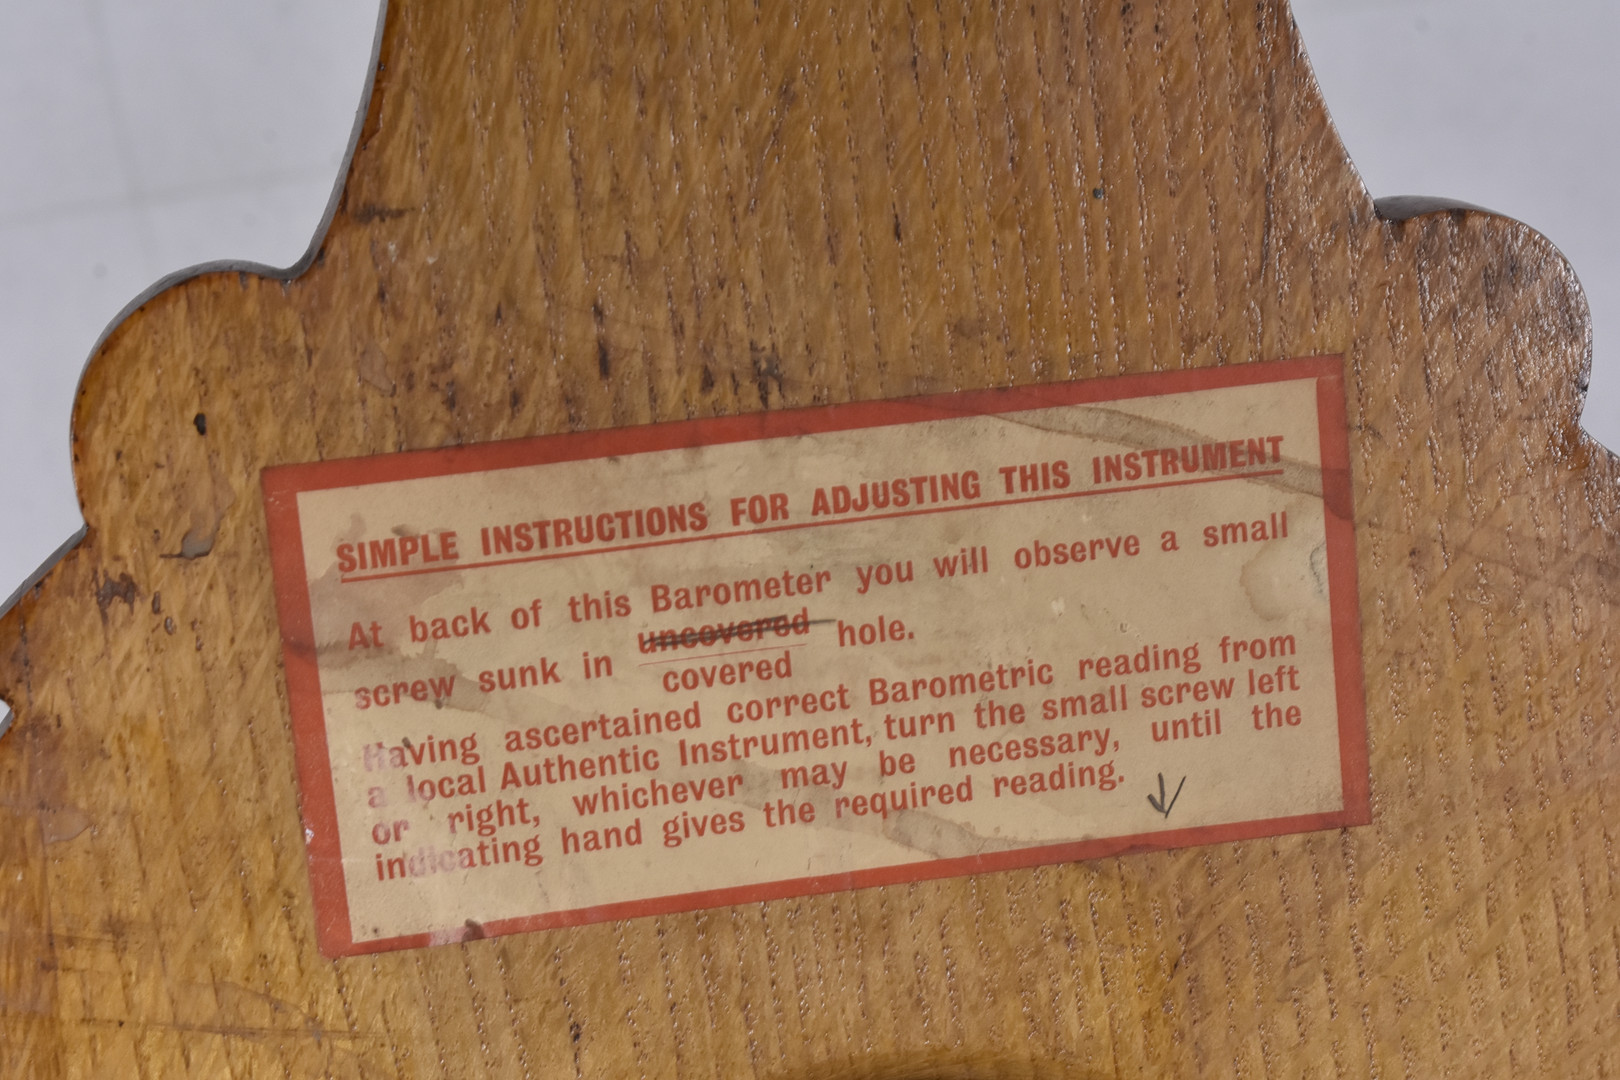 SIMPLE INSTRUCTIONS FOR ADJUSTING THIS INSTRUMENT
At back of this Barometer you will observe a small
screw sunk in uncovered hole.
covered
Having ascertained correct Barometric reading from
a local Authentic Instrument, turn the small screw left
or right, whichever may be necessary, until the
indicating hand gives the required reading.